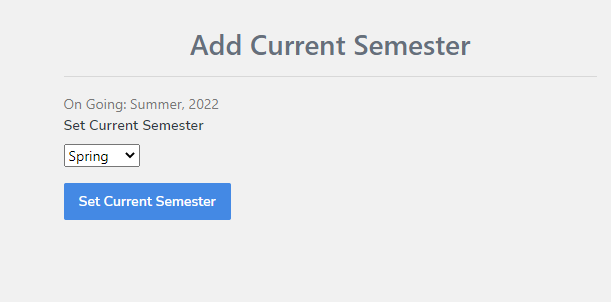 Add Current Semester
On Going: Summer, 2022
Set Current Semester
Spring
Set Current Semester